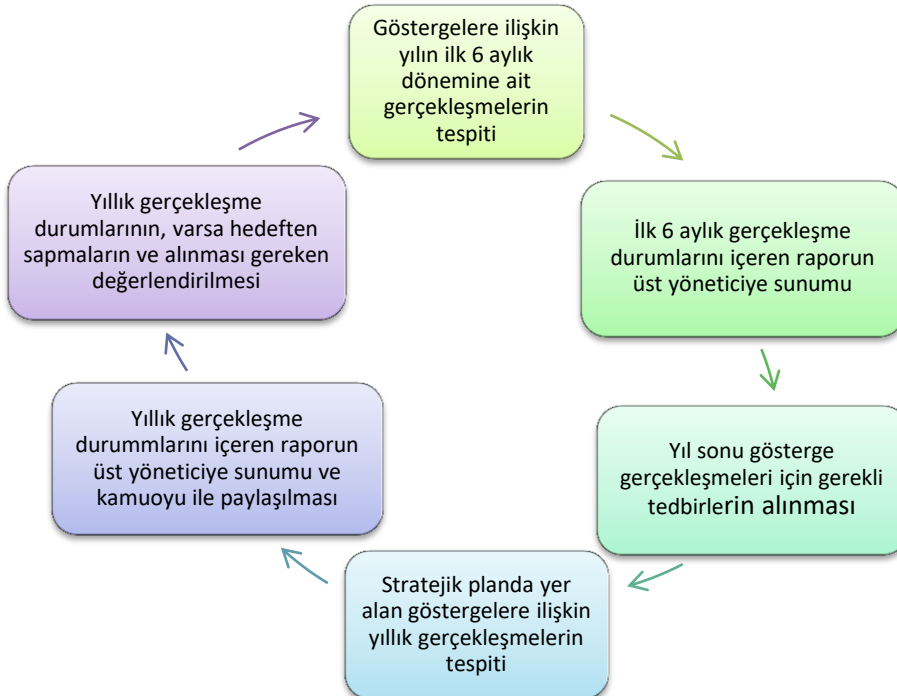 Göstergelere ilişkin
yılın ilk 6 aylık
dönemine ait
gerçekleşmelerin
tespiti
İlk 6 aylık gerçekleşme
durumlarını içeren raporun
üst yöneticiye sunumu
Yıl sonu gösterge
gerçekleşmeleri için gerekli
tedbirlerin alınması
Stratejik planda yer
alan göstergelere ilişkin
yıllık gerçekleşmelerin
tespiti
Yıllık gerçekleşme
durummlarını içeren raporun
üst yöneticiye sunumu ve
kamuoyu ile paylaşılması
Yıllık gerçekleşme
durumlarının, varsa hedeften
sapmaların ve alınması gereken
değerlendirilmesi